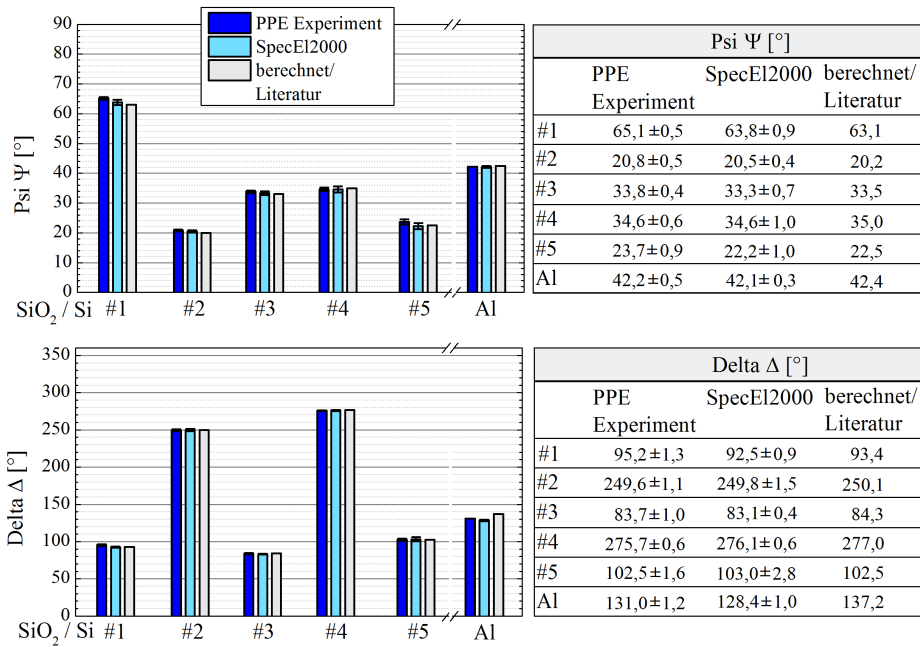 PPE Experiment
SpecEl2000
berechnet/
Literatur
Psi Ψ [°]
90
80
70
60
50
40
30
20
10
0
SiO2 / Si #1 #2 #3 #4 #5 Al
Psi Ψ [°]
PPE SpecEl2000 berechnet/
Experiment Literatur
#1 65,1 ±0,5 63,8 ± 0,9 63,1
#2 20,8 ±0,5 20,5 ±0,4 20,2
#3 33,8 ±0,4 33,3 ±0,7 33,5
#4 34,6 ±0,6 34,6 ±1,0 35,0
#5 23,7 ±0,9 22,2 ±1,0 22,5
Al 42,2 ±0,5 42,1 ±0,3 42,4
Delta Δ [°]
350
300
250
200
150
100
50
0
SiO2 / Si #1 #2 #3 #4 #5 Al
Delta Δ [°]
PPE SpecEl2000 berechnet/
Experiment Literatur
#1 95,2 ±1,3 92,5 ±0,9 93,4
#2 249,6 ±1,1 249,8 ±1,5 250,1
#3 83,7 ±1,0 83,1 ±0,4 84,3
#4 275,7 ±0,6 276,1 ±0,6 277,0
#5 102,5 ±1,6 103,0 ±2,8 102,5
Al 131,0 ±1,2 128,4 ±1,0 137,2